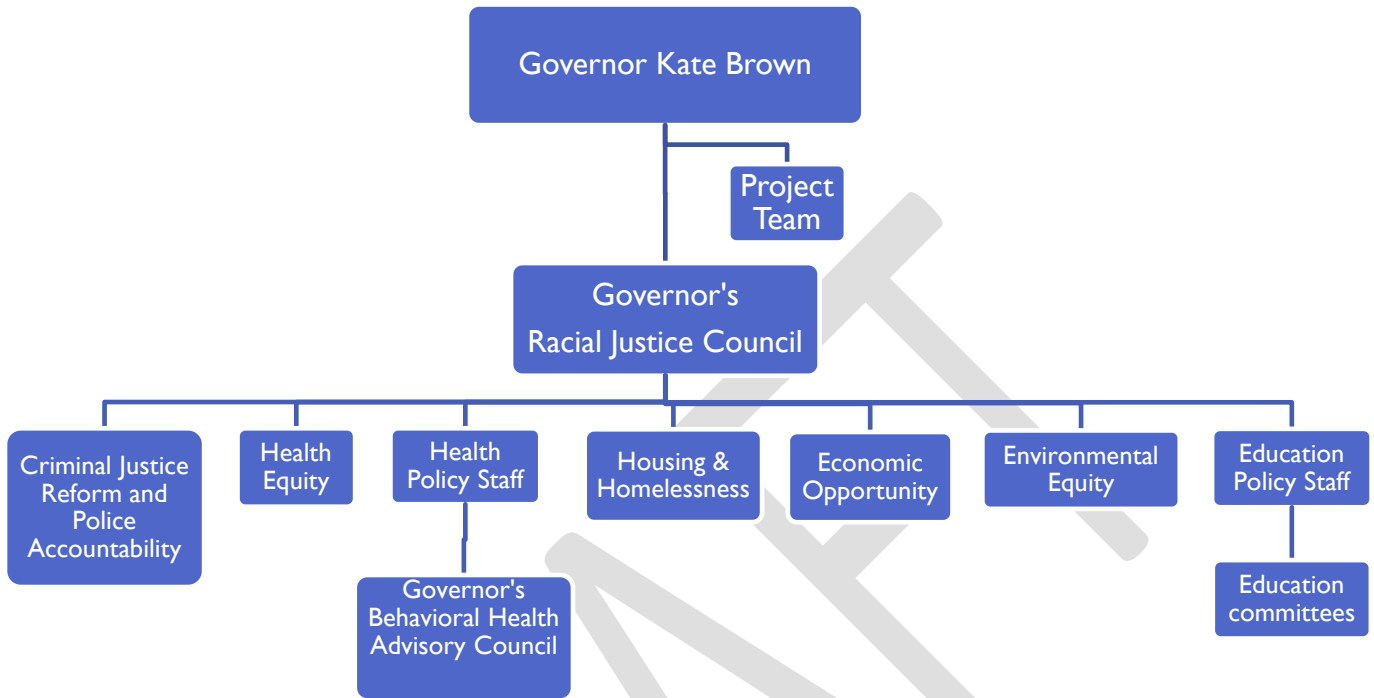 Governor Kate Brown
Project
Team
Governor's
Racial Justice Council
Criminal Justice
Reform and
Police
Accountability
Health
Equity
Health
Policy Staff
Housing &
Homelessness
Economic
Opportunity
Environmental
Equity
Education
Policy Staff
Governor's
Behavioral Health
Advisory Council
Education
committees